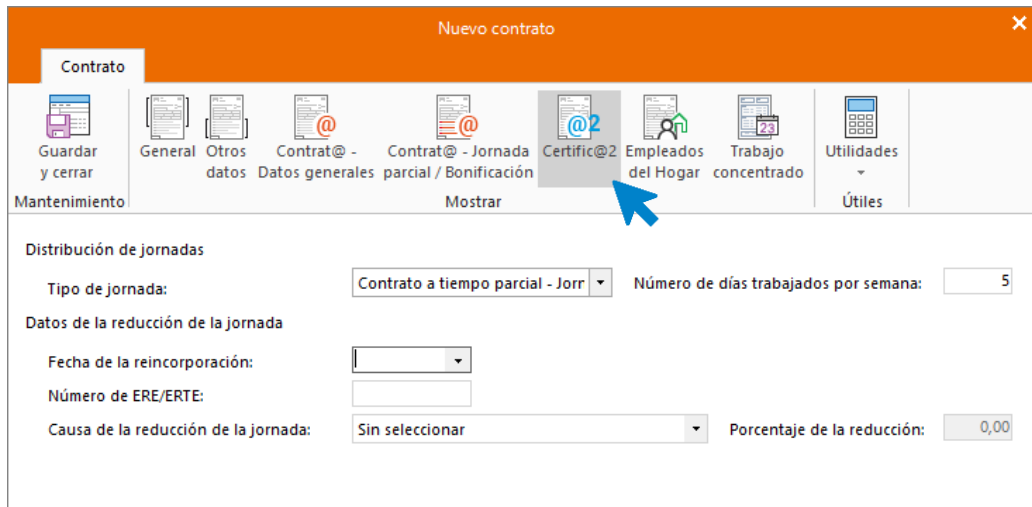 Nuevo contrato
Contrato
Guardar y cerrar
General
Otros datos
Contrat@ - Datos generales
Contrat@ - Jornada parcial / Bonificación
Certific@2
Empleados del Hogar
Trabajo concentrado
Utilidades
Mantenimiento
Mostrar
Útiles
Distribución de jornadas
Tipo de jornada: Contrato a tiempo parcial - Jorr Número de días trabajados por semana: 5
Datos de la reducción de la jornada
Fecha de la reincorporación:
Número de ERE/ERTE:
Causa de la reducción de la jornada: Sin seleccionar Porcentaje de la reducción: 0,00